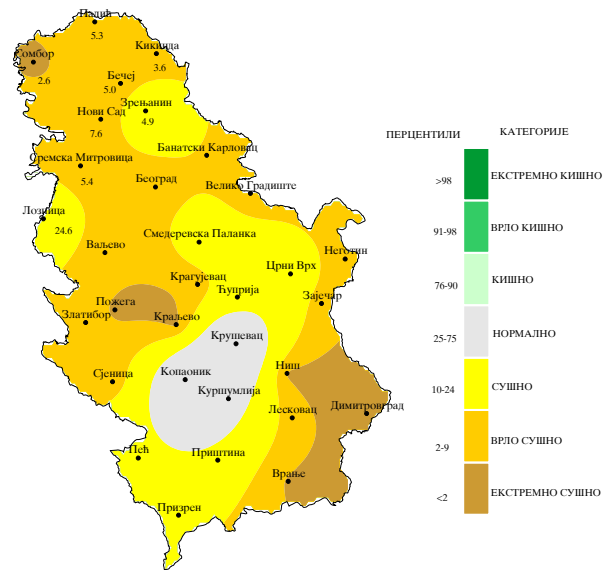 Палић
5.3
Кикинда
3.6
Сомбор
2.6
Бечеј
5.0
Зрењанин
4.9
Нови Сад
7.6
Банатски Карловац
Сремска Митровица
5.4
Београд
Велико Градиште
Лозница
24.6
Смедеревска Паланка
Ваљево
Неготин
Црни Врх
Крагујевац
Ћуприја
Зајечар
Пожега
Златибор
Краљево
Крушевац
Ниш
Сјеница
Копаоник
Куршумлија
Димитровград
Лесковац
Пећ
Приштина
Врање
Призрен
ПЕРЦЕНТИЛИ
КАТЕГОРИЈЕ
>98 ЕКСТРЕМНО КИШНО
91-98 ВРЛО КИШНО
76-90 КИШНО
25-75 НОРМАЛНО
10-24 СУШНО
2-9 ВРЛО СУШНО
<2 ЕКСТРЕМНО СУШНО